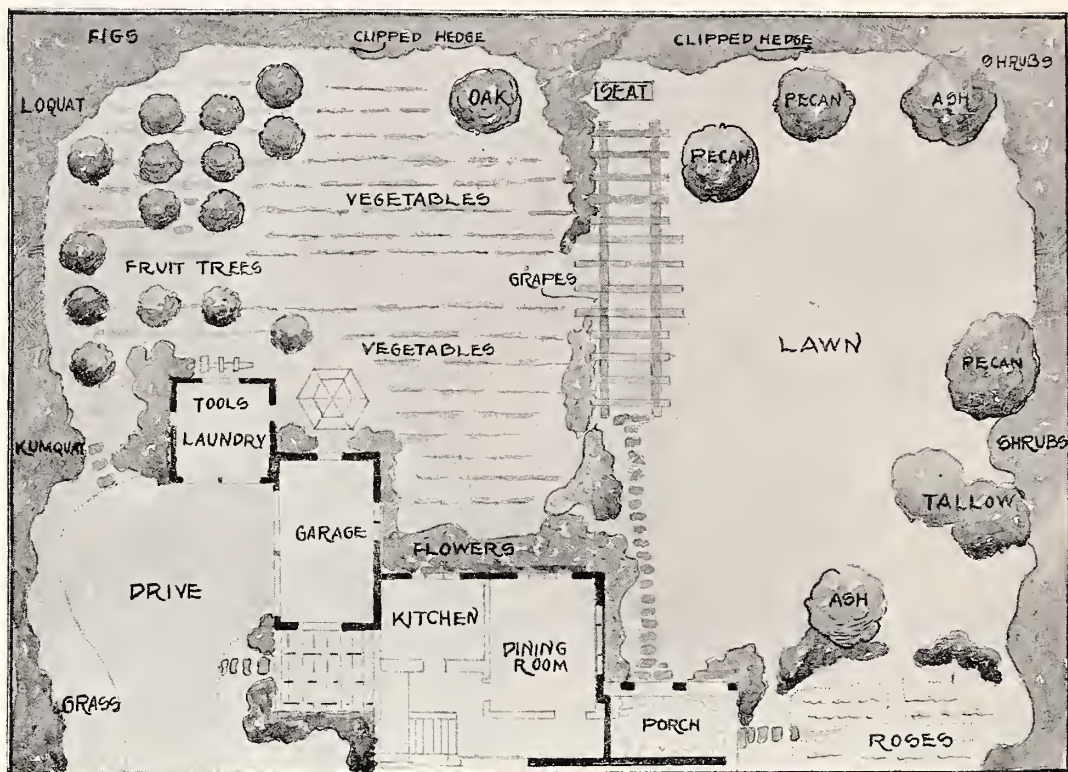 FIGS
CLIPPED HEDGE
CLIPPED HEDGE
SHRUBS
LOQUAT
OAK
SEAT
PECAN
ASH
PECAN
VEGETABLES
FRUIT TREES
GRAPES
VEGETABLES
LAWN
PECAN
TOOLS
LAUNDRY
KUMQUAT
SHRUBS
TALLOW
GARAGE
FLOWERS
DRIVE
ASH
KITCHEN
DINING
ROOM
GRASS
PORCH
ROSES